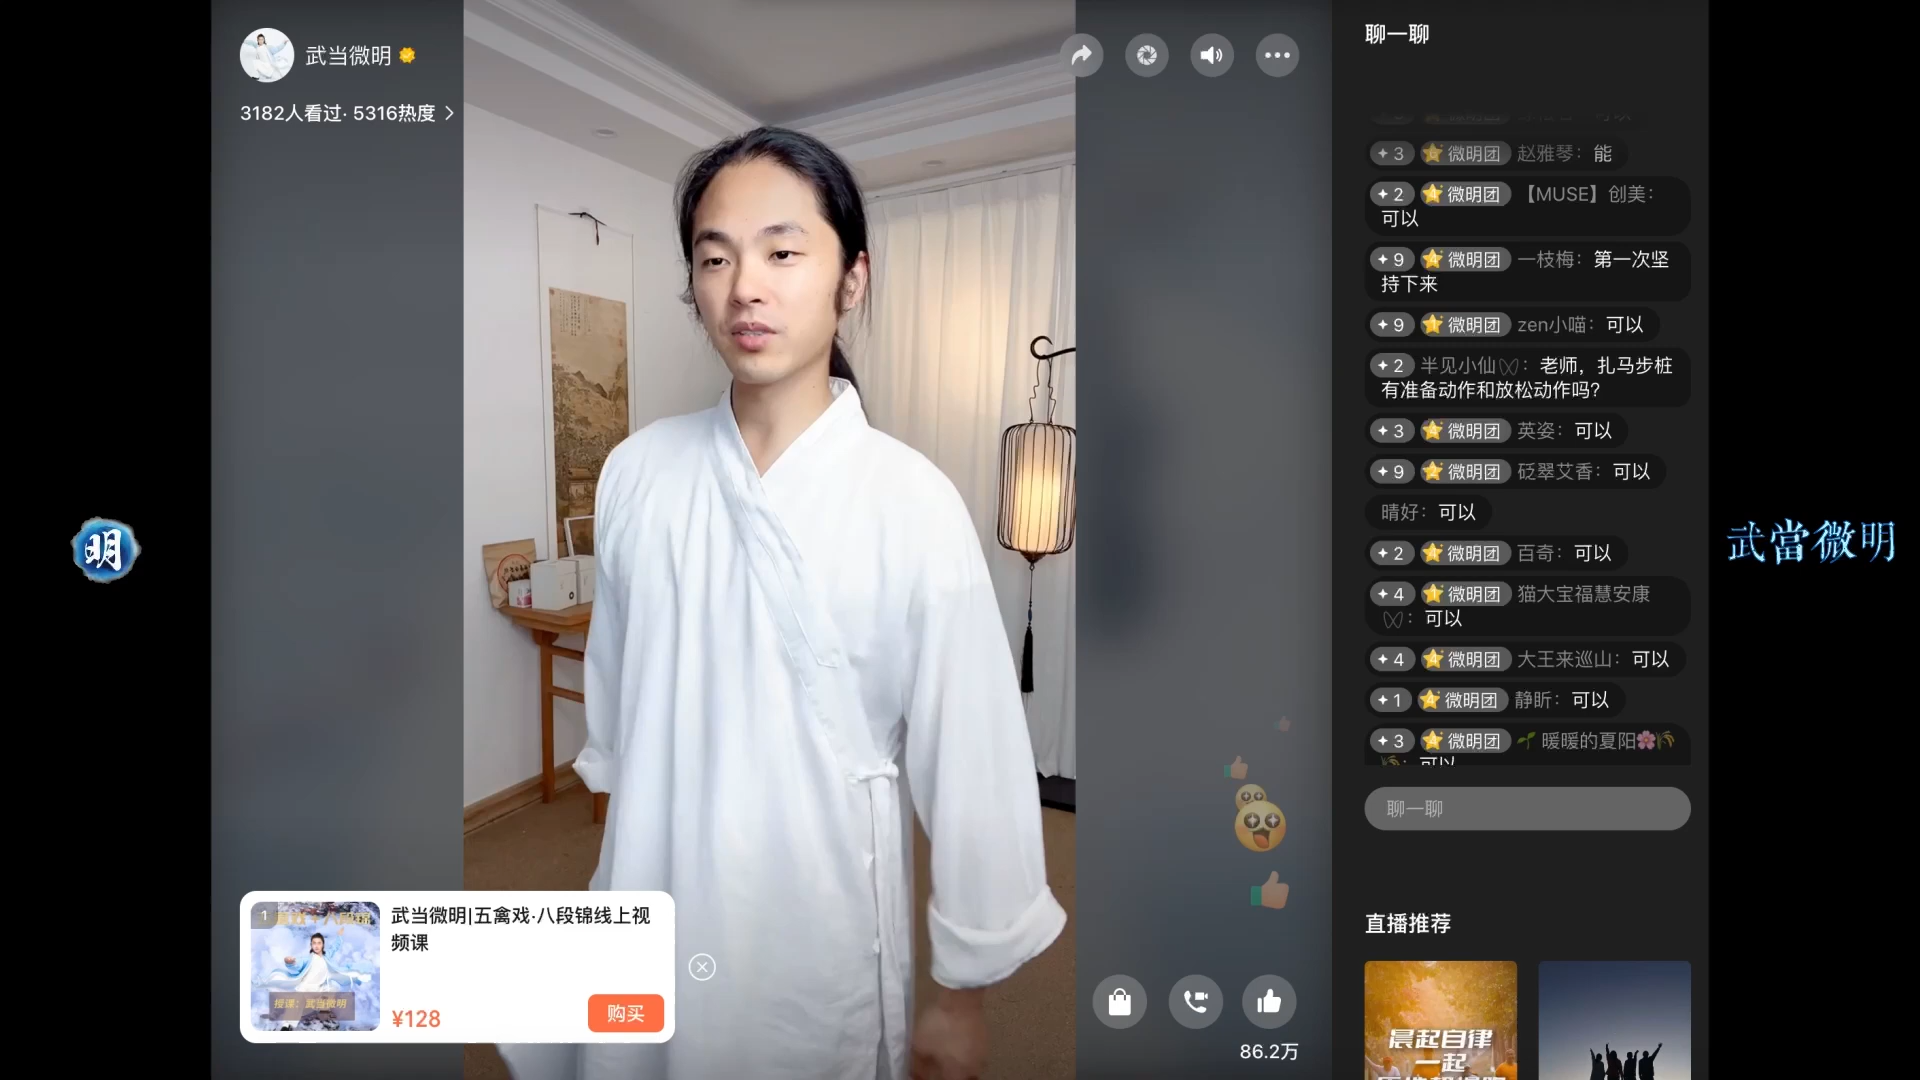 武当微明
3182人看过· 5316热度
聊一聊
3 微明团 赵雅琴：能
2 微明团 【MUSE】创美：
可以
9 微明团 一枝梅：第一次坚
持下来
9 微明团 zen小喵：可以
2 半见小仙：老师，扎马步桩
有准备动作和放松动作吗？
3 微明团 英姿：可以
9 微明团 砭翠艾香：可以
晴好：可以
2 微明团 百奇：可以
4 微明团 猫大宝福慧安康
：可以
4 微明团 大王来巡山：可以
1 微明团 静昕：可以
3 微明团 暖暖的夏阳
：可以
聊一聊
直播推荐
晨起自律
一起
明
武當微明
1
授课：武当微明
武当微明|五禽戏·八段锦线上视
频课
¥128
购买
86.2万